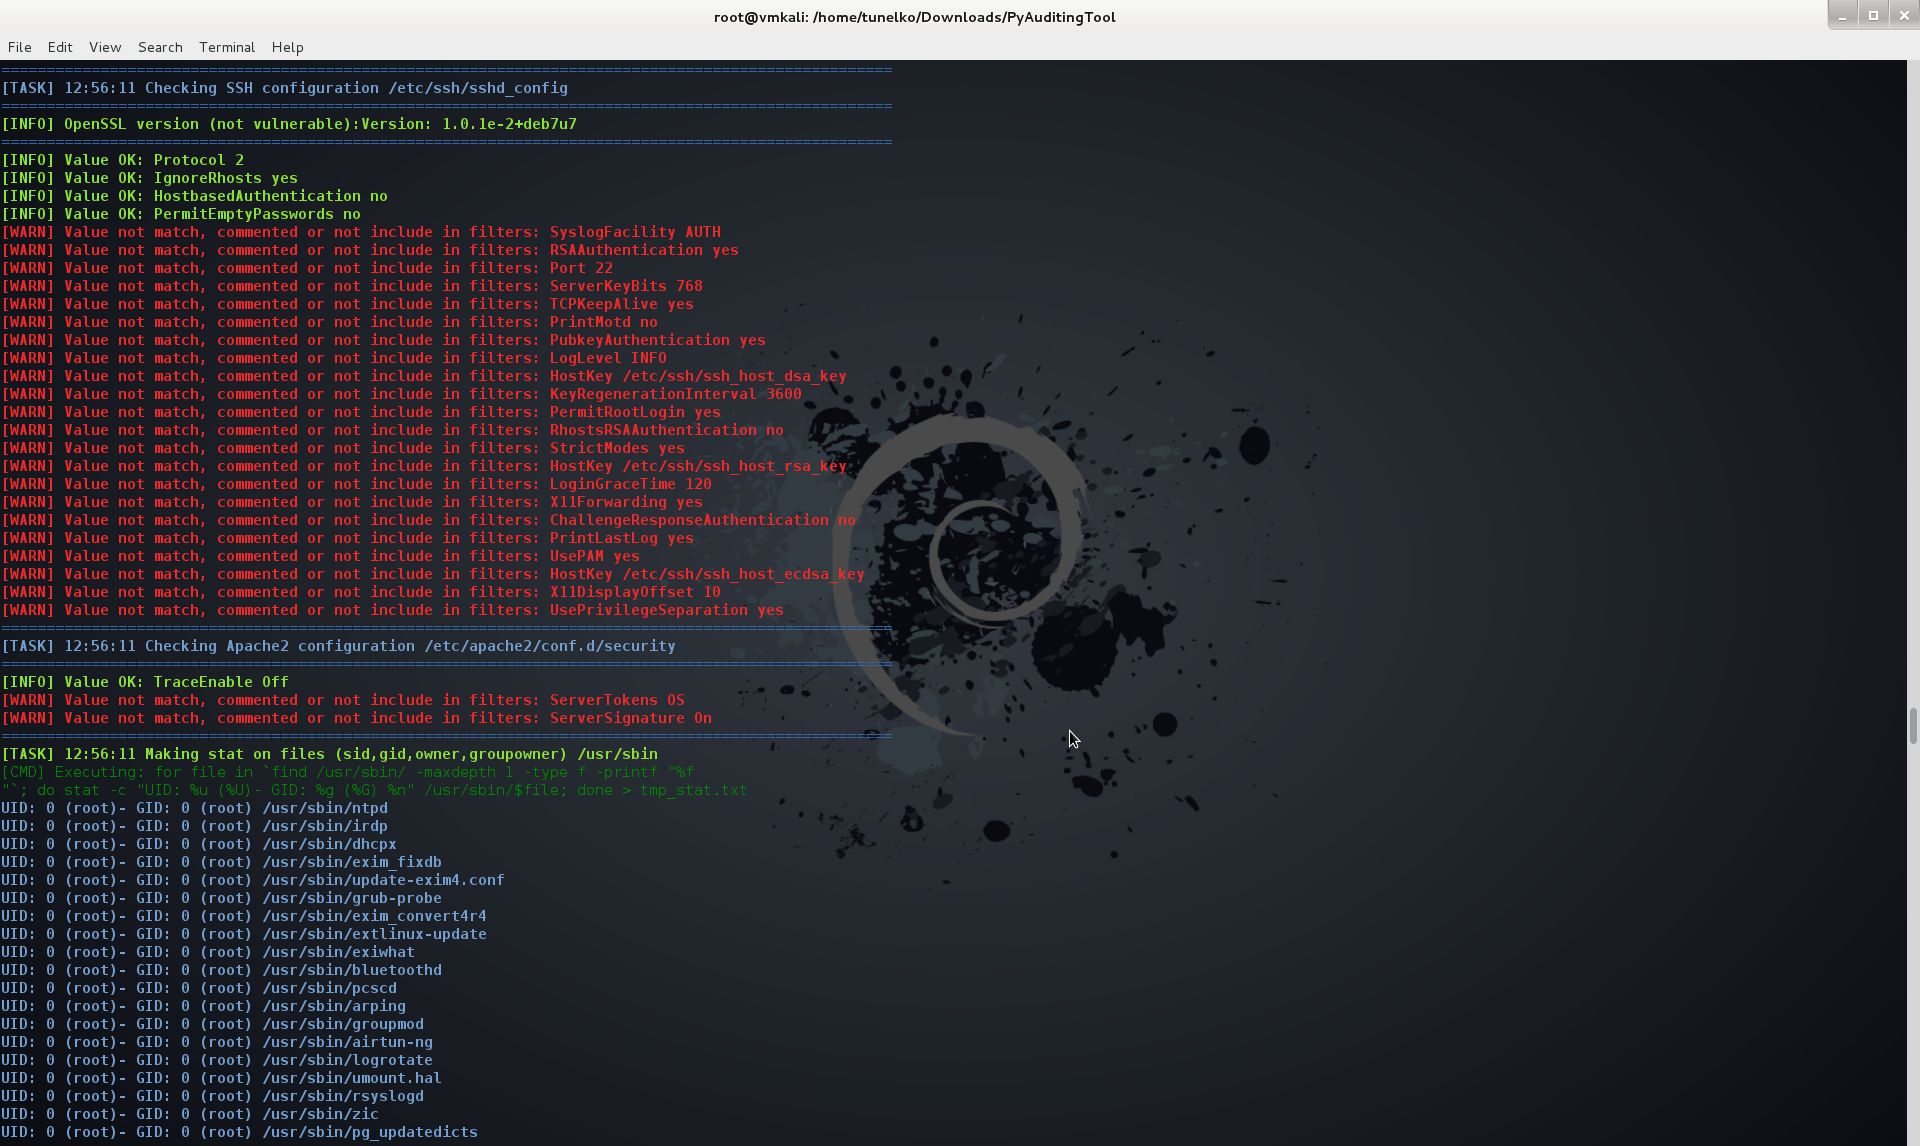 root@vmkali: /home/tunelko/Downloads/PyAuditingTool
File Edit View Search Terminal Help
==================================================================================================
[TASK] 12:56:11 Checking SSH configuration /etc/ssh/sshd_config
==================================================================================================
[INFO] OpenSSL version (not vulnerable):Version: 1.0.1e-2+deb7u7
==================================================================================================
[INFO] Value OK: Protocol 2
[INFO] Value OK: IgnoreRhosts yes
[INFO] Value OK: HostbasedAuthentication no
[INFO] Value OK: PermitEmptyPasswords no
[WARN] Value not match, commented or not include in filters: SyslogFacility AUTH
[WARN] Value not match, commented or not include in filters: RSAAuthentication yes
[WARN] Value not match, commented or not include in filters: Port 22
[WARN] Value not match, commented or not include in filters: ServerKeyBits 768
[WARN] Value not match, commented or not include in filters: TCPKeepAlive yes
[WARN] Value not match, commented or not include in filters: PrintMotd no
[WARN] Value not match, commented or not include in filters: PubkeyAuthentication yes
[WARN] Value not match, commented or not include in filters: LogLevel INFO
[WARN] Value not match, commented or not include in filters: HostKey /etc/ssh/ssh_host_dsa_key
[WARN] Value not match, commented or not include in filters: KeyRegenerationInterval 3600
[WARN] Value not match, commented or not include in filters: PermitRootLogin yes
[WARN] Value not match, commented or not include in filters: RhostsRSAAuthentication no
[WARN] Value not match, commented or not include in filters: StrictModes yes
[WARN] Value not match, commented or not include in filters: HostKey /etc/ssh/ssh_host_rsa_key
[WARN] Value not match, commented or not include in filters: LoginGraceTime 120
[WARN] Value not match, commented or not include in filters: X11Forwarding yes
[WARN] Value not match, commented or not include in filters: ChallengeResponseAuthentication no
[WARN] Value not match, commented or not include in filters: PrintLastLog yes
[WARN] Value not match, commented or not include in filters: UsePAM yes
[WARN] Value not match, commented or not include in filters: HostKey /etc/ssh/ssh_host_ecdsa_key
[WARN] Value not match, commented or not include in filters: X11DisplayOffset 10
[WARN] Value not match, commented or not include in filters: UsePrivilegeSeparation yes
==================================================================================================
[TASK] 12:56:11 Checking Apache2 configuration /etc/apache2/conf.d/security
==================================================================================================
[INFO] Value OK: TraceEnable Off
[WARN] Value not match, commented or not include in filters: ServerTokens OS
[WARN] Value not match, commented or not include in filters: ServerSignature On
==================================================================================================
[TASK] 12:56:11 Making stat on files (sid,gid,owner,groupowner) /usr/sbin
[CMD] Executing: for file in `find /usr/sbin/ -maxdepth 1 -type f -printf "%f
"`; do stat -c "UID: %u (%U)- GID: %g (%G) %n" /usr/sbin/$file; done > tmp_stat.txt
UID: 0 (root)- GID: 0 (root) /usr/sbin/ntpd
UID: 0 (root)- GID: 0 (root) /usr/sbin/irdp
UID: 0 (root)- GID: 0 (root) /usr/sbin/dhcpx
UID: 0 (root)- GID: 0 (root) /usr/sbin/exim_fixdb
UID: 0 (root)- GID: 0 (root) /usr/sbin/update-exim4.conf
UID: 0 (root)- GID: 0 (root) /usr/sbin/grub-probe
UID: 0 (root)- GID: 0 (root) /usr/sbin/exim_convert4r4
UID: 0 (root)- GID: 0 (root) /usr/sbin/extlinux-update
UID: 0 (root)- GID: 0 (root) /usr/sbin/exiwhat
UID: 0 (root)- GID: 0 (root) /usr/sbin/bluetoothd
UID: 0 (root)- GID: 0 (root) /usr/sbin/pcscd
UID: 0 (root)- GID: 0 (root) /usr/sbin/arping
UID: 0 (root)- GID: 0 (root) /usr/sbin/groupmod
UID: 0 (root)- GID: 0 (root) /usr/sbin/airtun-ng
UID: 0 (root)- GID: 0 (root) /usr/sbin/logrotate
UID: 0 (root)- GID: 0 (root) /usr/sbin/umount.hal
UID: 0 (root)- GID: 0 (root) /usr/sbin/rsyslogd
UID: 0 (root)- GID: 0 (root) /usr/sbin/zic
UID: 0 (root)- GID: 0 (root) /usr/sbin/pg_updatedicts